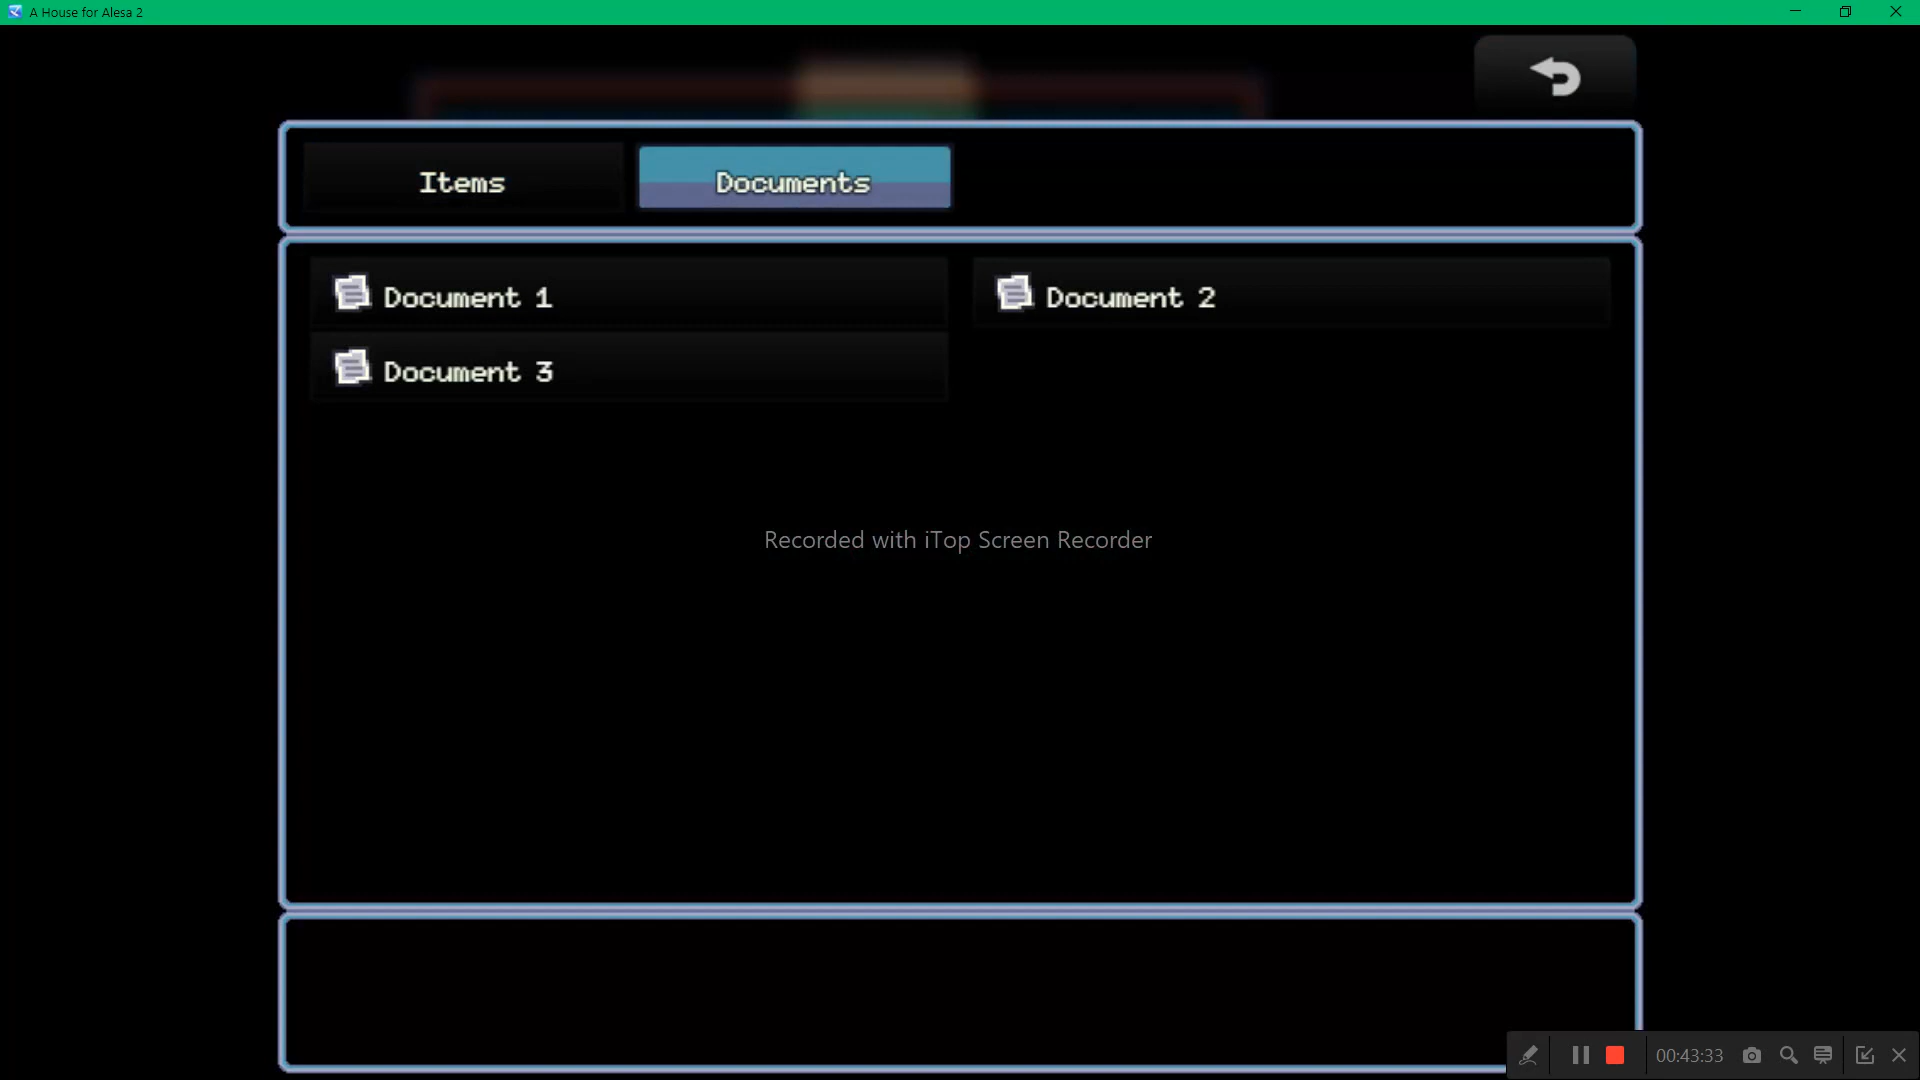 A House for Alesa 2
Items
Documents
Document 1
Document 2
Document 3
Recorded with iTop Screen Recorder
00:43:33